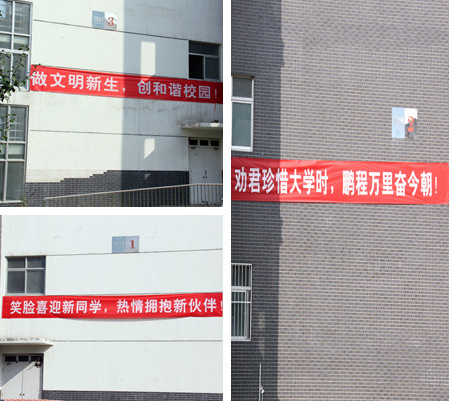 3
做文明新生，创和谐校园！
劝君珍惜大学时，鹏程万里奋今朝！
1
笑脸喜迎新同学，热情拥抱新伙伴！